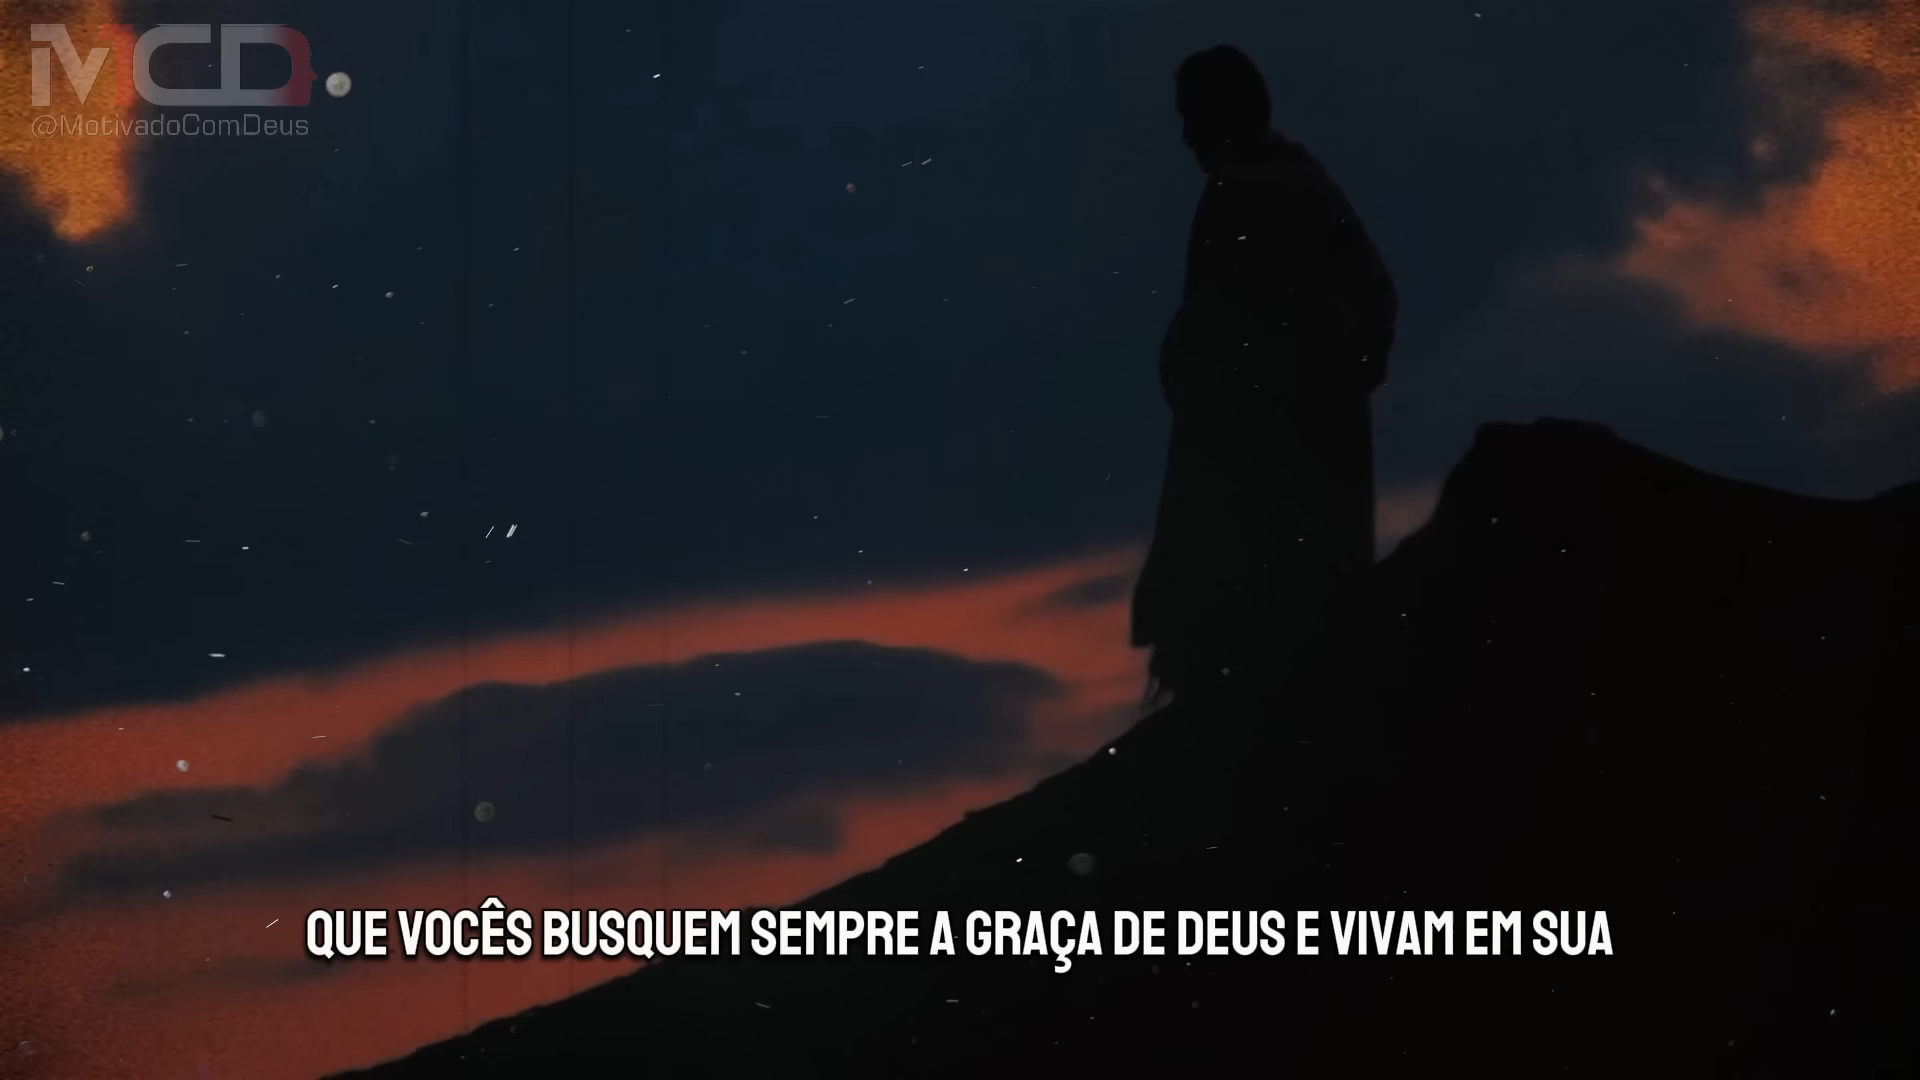 MCD
@MotivadoComDeus
QUE VOCÊS BUSQUEM SEMPRE A GRAÇA DE DEUS E VIVAM EM SUA